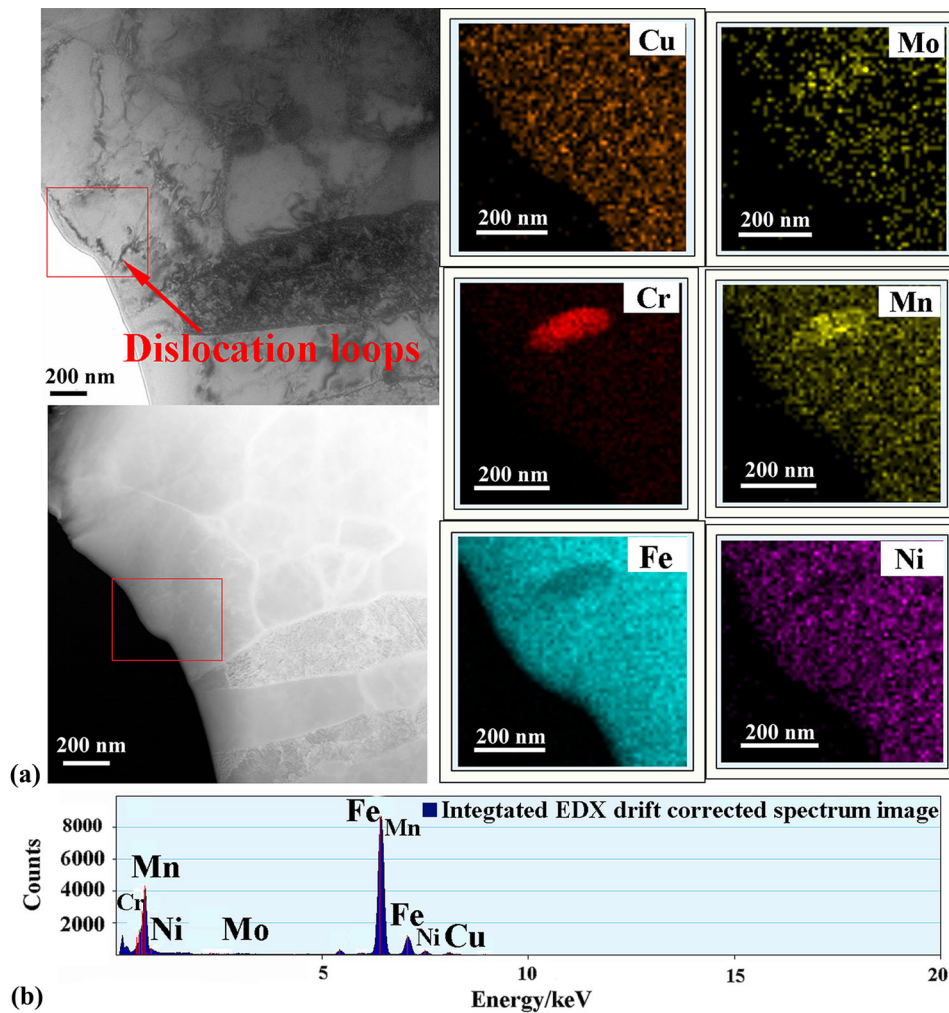 Dislocation loops
200 nm
200 nm
(a)
Cu
200 nm
Mo
200 nm
Cr
200 nm
Mn
200 nm
Fe
200 nm
Ni
200 nm
Integtated EDX drift corrected spectrum image
Counts
8000
6000
4000
2000
Cr
Mn
Ni
Mo
Fe
Mn
Fe
Ni
Cu
5
10
15
20
Energy/keV
(b)